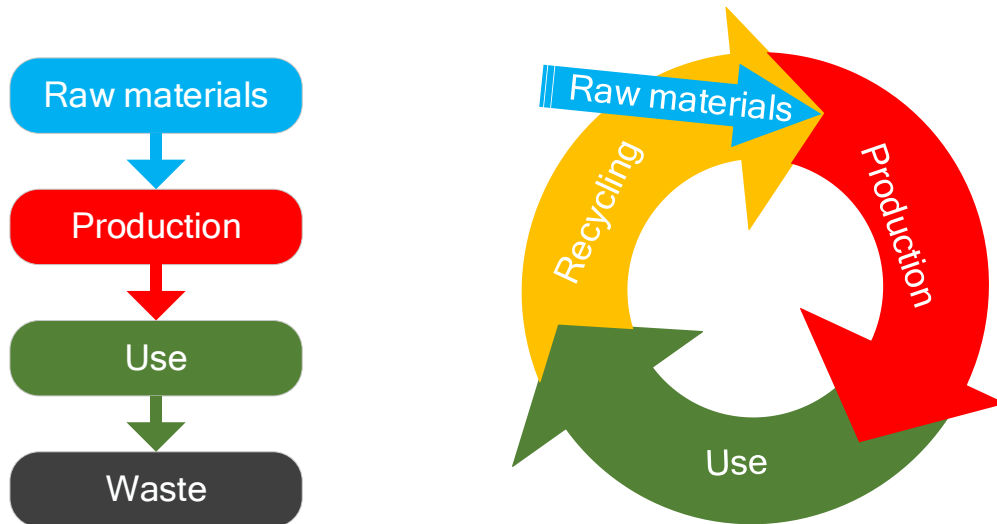 Raw materials
Production
Use
Waste
Raw materials
Production
Use
Recycling